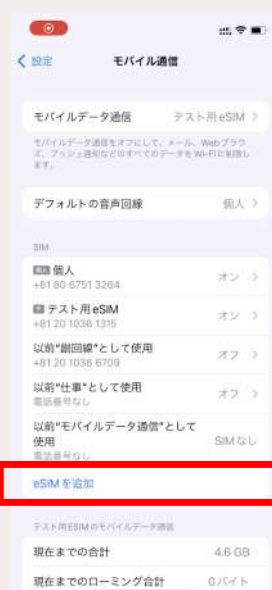 設定
モバイル通信
モバイルデータ通信 テスト用 eSIM
モバイルデータ通信をオフにして、メール、Webブラウ
ズ、プッシュ通知などのすべてのデータをWi-Fiに制限し
ます。
デフォルトの音声回線 個人
SIM
個人 オン
+81 80 6751 3264
テスト用 eSIM オン
+81 20 1036 1315
以前"副回線"として使用 オフ
+81 20 1036 6709
以前"仕事"として使用 オフ
電話番号なし
以前"モバイルデータ通信"として
使用 SIMなし
電話番号なし
eSIM を追加
テスト用ESIMのモバイルデータ通信
現在までの合計 4.6 GB
現在までのローミング合計 0バイト